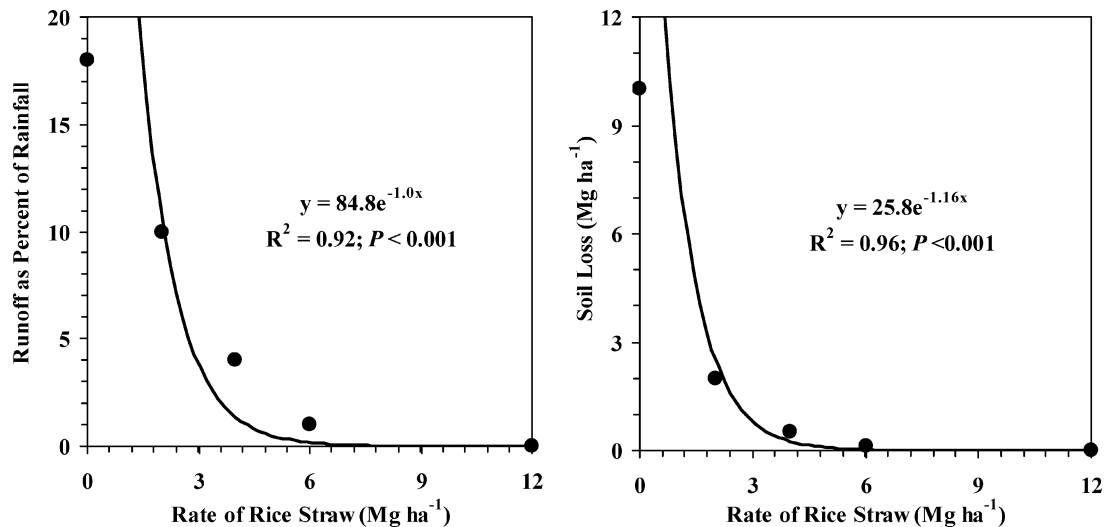 20
15
10
5
0
Runoff as Percent of Rainfall
y = 84.8e^-1.0x
R² = 0.92; P < 0.001
0 3 6 9 12
Rate of Rice Straw (Mg ha⁻¹)
12
9
6
3
0
Soil Loss (Mg ha⁻¹)
y = 25.8e^-1.16x
R² = 0.96; P <0.001
0 3 6 9 12
Rate of Rice Straw (Mg ha⁻¹)